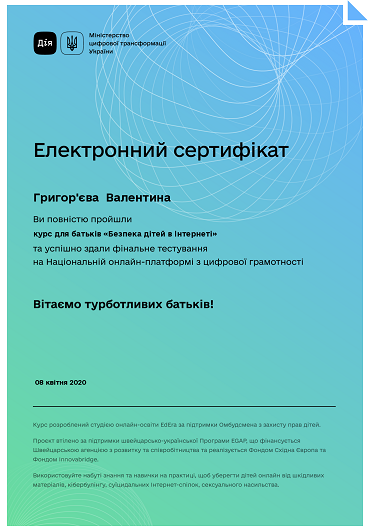 Дія
Міністерство
цифрової трансформації
України
Електронний сертифікат
Григор'єва Валентина
Ви повністю пройшли
курс для батьків «Безпека дітей в інтернеті»
та успішно здали фінальне тестування
на Національній онлайн-платформі з цифрової грамотності
Вітаємо турботливих батьків!
08 квітня 2020
Курс розроблений студією онлайн-освіти EdEra за підтримки Омбудсмена з захисту прав дітей.
Проєкт втілено за підтримки швейцарсько-української Програми EGAP, що фінансується
Швейцарською агенцією з розвитку та співробітництва та реалізується Фондом Східна Європа та
Фондом Innovabridge.
Використовуйте набуті знання та навички на практиці, щоб уберегти дітей онлайн від шкідливих
матеріалів, кібербулінгу, суїцидальних інтернет-спілок, сексуального насильства.